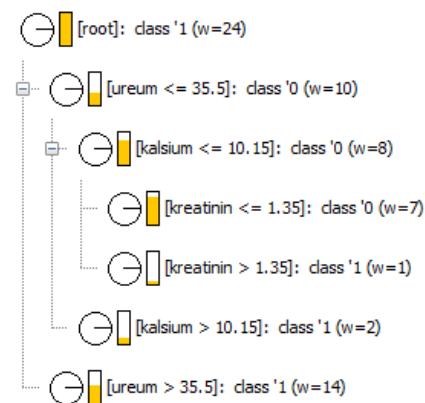 [root]: class '1 (w=24)
[ureum <= 35.5]: class '0 (w=10)
[kalsium <= 10.15]: class '0 (w=8)
[kreatinin <= 1.35]: class '0 (w=7)
[kreatinin > 1.35]: class '1 (w=1)
[kalsium > 10.15]: class '1 (w=2)
[ureum > 35.5]: class '1 (w=14)